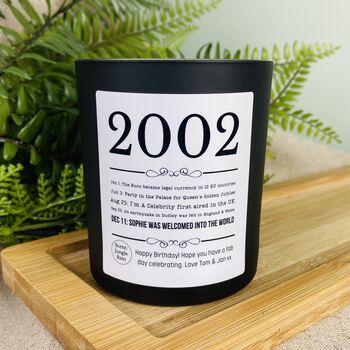 2002
Jan 1: The Euro became legal currency in 12 EU countries
Jun 3: Party in the Palace for Queen's Golden Jubilee
Aug 25: I'm A Celebrity first aired in the UK
Sep 22: an earthquake in Dudley was felt in England & Wales
DEC 11: SOPHIE WAS WELCOMED INTO THE WORLD
Scent:
Jungle
Rain
Happy Birthday! Hope you have a fab
day celebrating. Love Tom & Jan xx